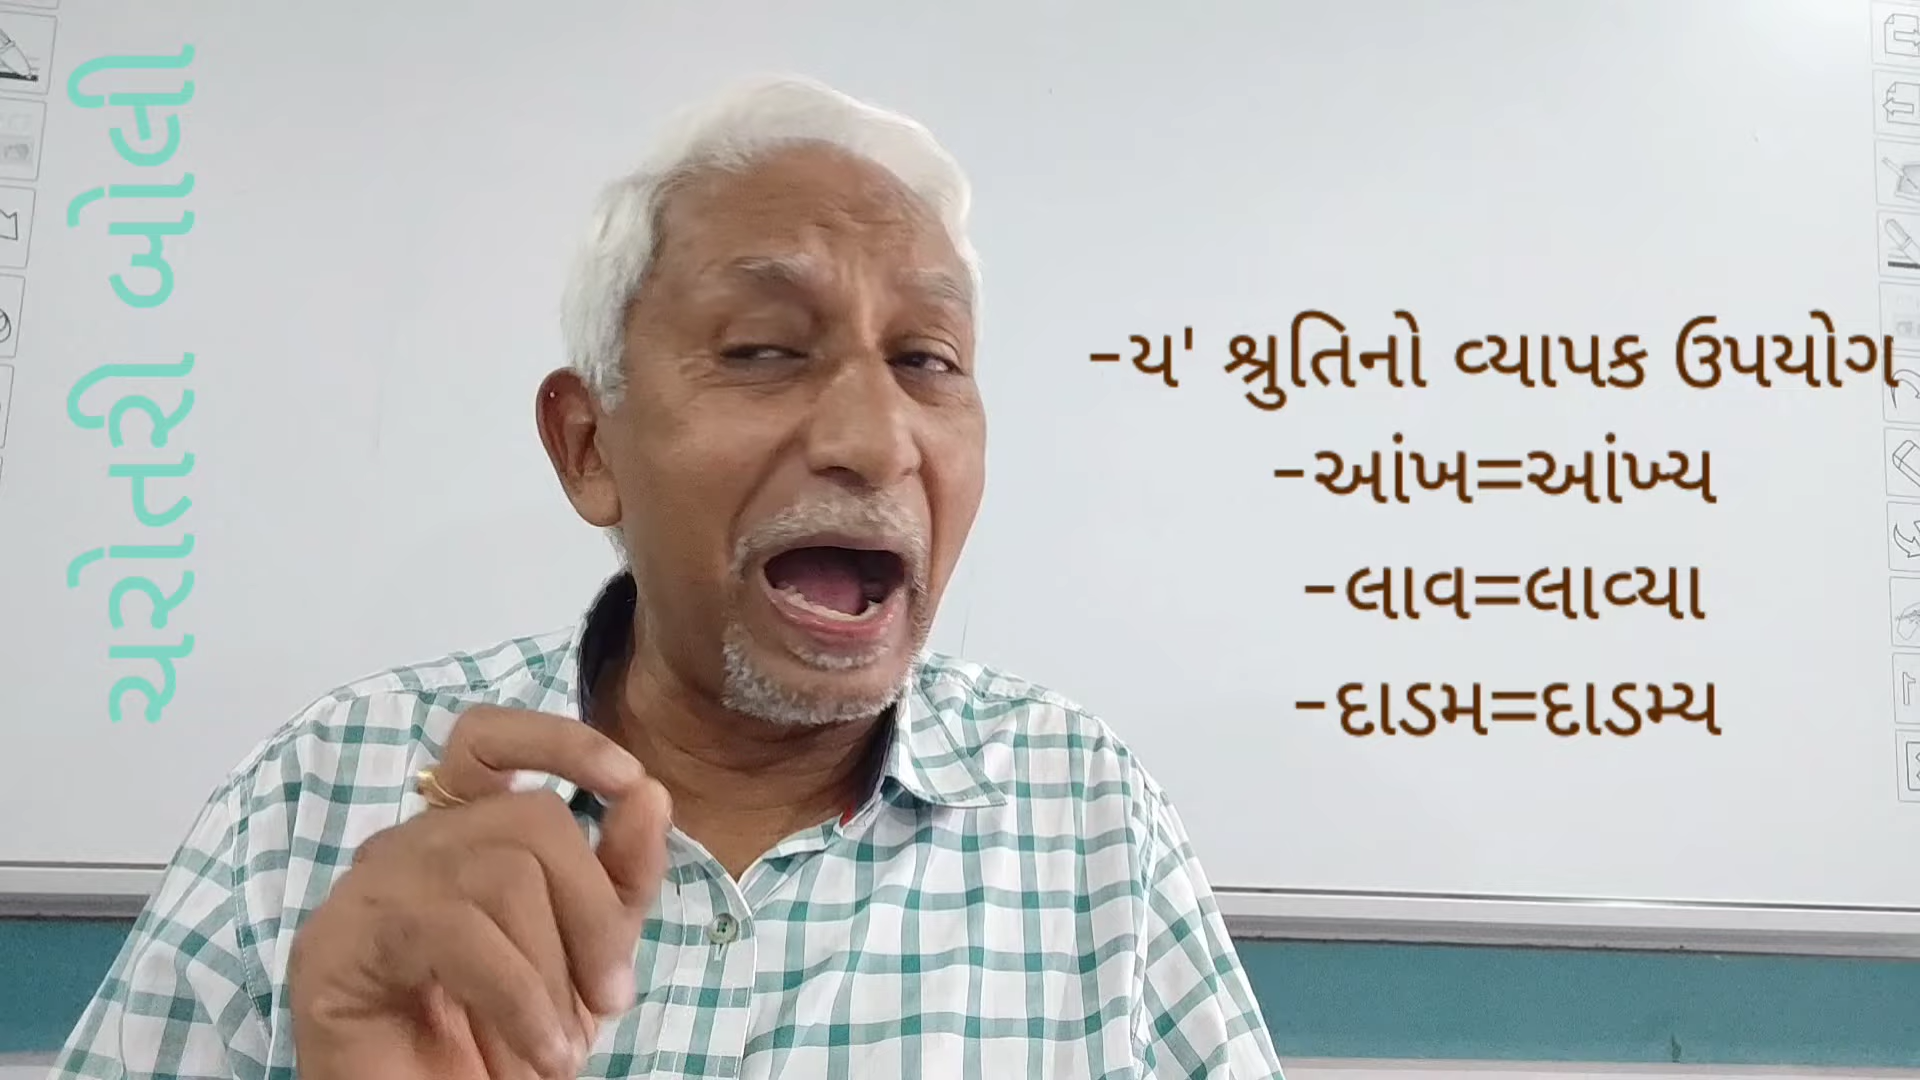 ચરોતરી બોલી
-ય' શ્રુતિનો વ્યાપક ઉપયોગ
-આંખ=આંખ્ય
-લાવ=લાવ્યા
-દાડમ=દાડમ્ય